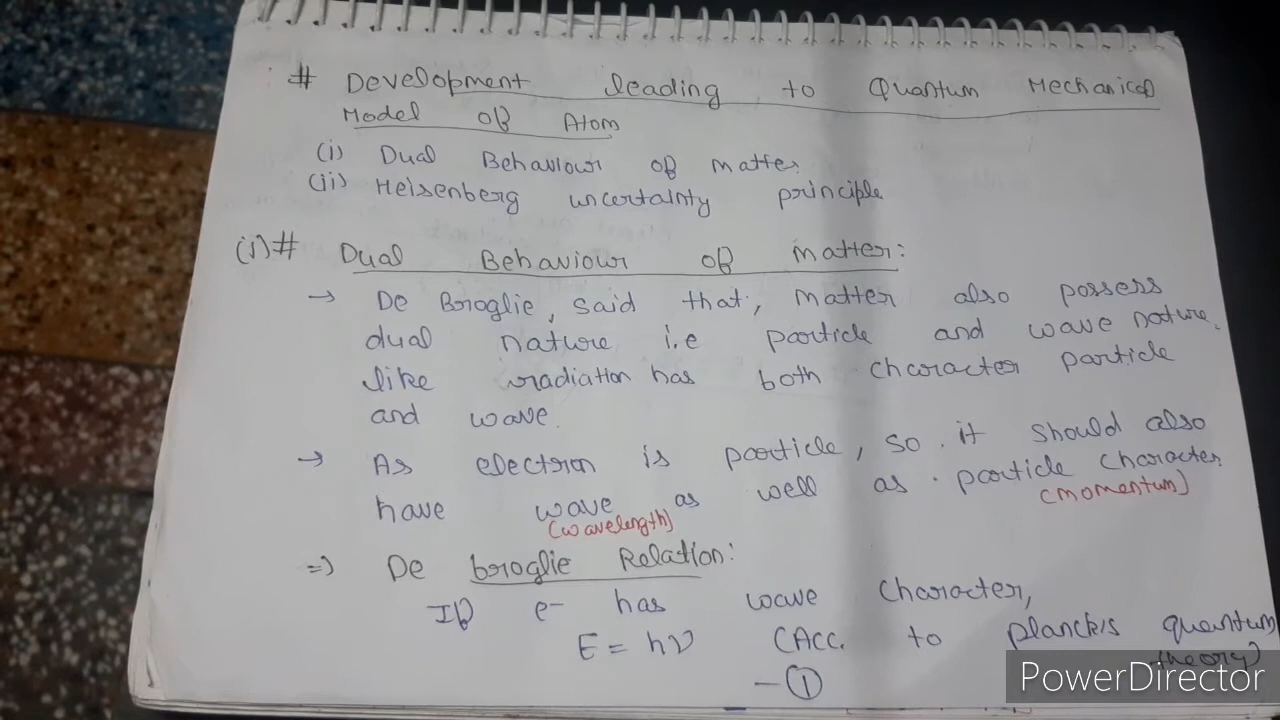 # Development leading to Quantum Mechanical
Model of Atom
(i) Dual Behaviour of matter
(ii) Heisenberg uncertainty principle
(i) # Dual Behaviour of matter:
→ De Broglie, said that, matter also possess
dual nature i.e particle and wave nature.
like radiation has both character particle
and wave.
→ As electron is particle, so it should also
have wave as well as particle character
(wavelength) (momentum)
⇒ De broglie Relation:
If e- has wave character,
E = hν (Acc. to planck's quantum
theory)
— ①
PowerDirector